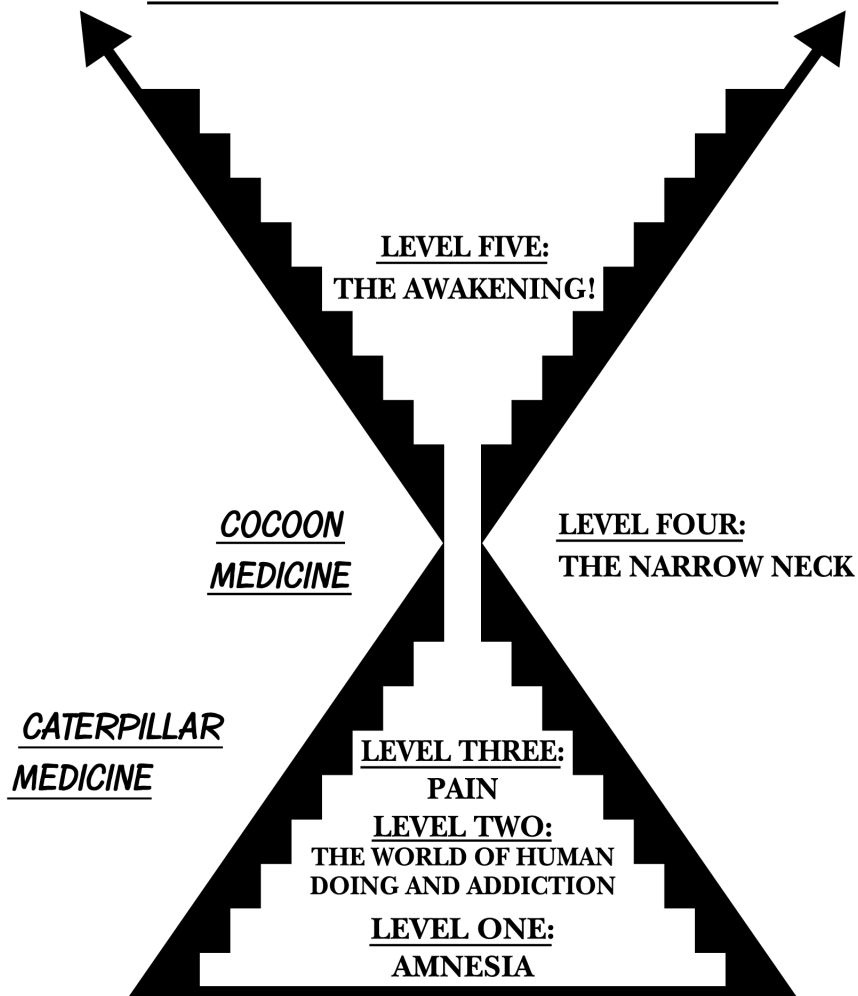 LEVEL FIVE:
THE AWAKENING!
COCOON
MEDICINE
LEVEL FOUR:
THE NARROW NECK
CATERPILLAR
MEDICINE
LEVEL THREE:
PAIN
LEVEL TWO:
THE WORLD OF HUMAN
DOING AND ADDICTION
LEVEL ONE:
AMNESIA